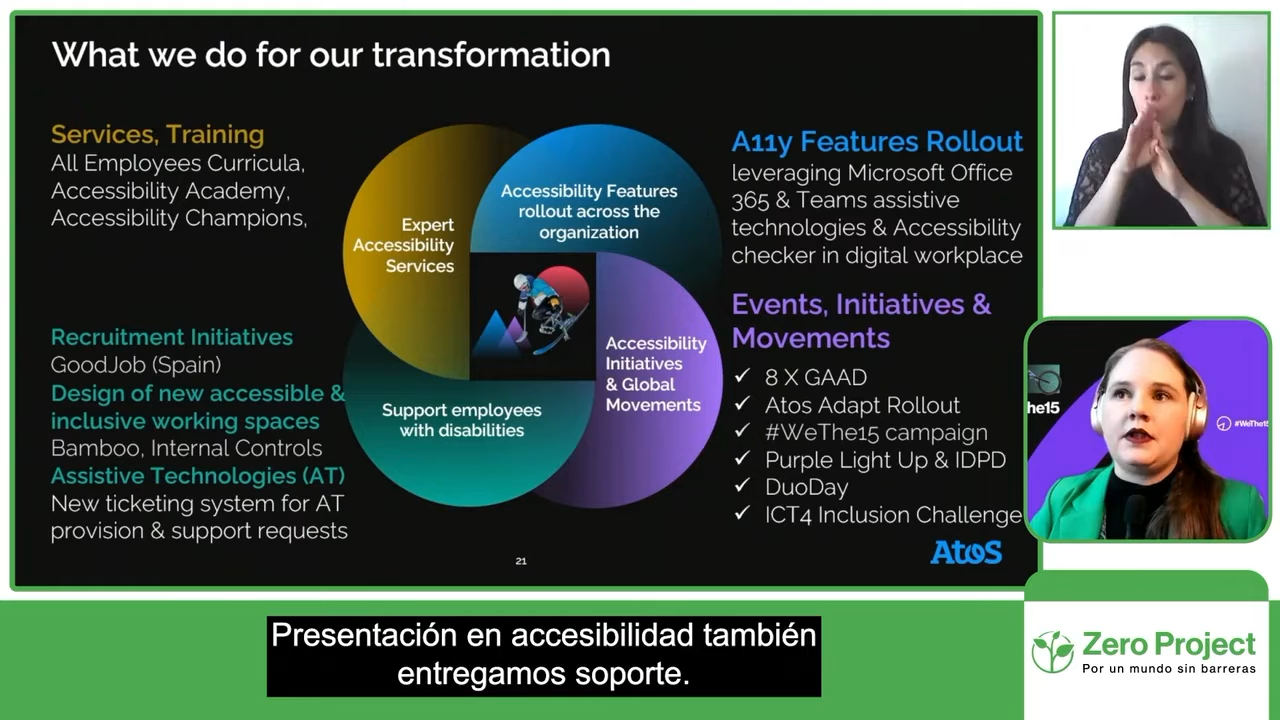 What we do for our transformation
Services, Training
All Employees Curricula,
Accessibility Academy,
Accessibility Champions,
Recruitment Initiatives
GoodJob (Spain)
Design of new accessible &
inclusive working spaces
Bamboo, Internal Controls
Assistive Technologies (AT)
New ticketing system for AT
provision & support requests
Expert
Accessibility
Services
Accessibility Features
rollout across the
organization
Support employees
with disabilities
Accessibility
Initiatives
& Global
Movements
A11y Features Rollout
leveraging Microsoft Office
365 & Teams assistive
technologies & Accessibility
checker in digital workplace
Events, Initiatives &
Movements
✓ 8 X GAAD
✓ Atos Adapt Rollout
✓ #WeThe15 campaign
✓ Purple Light Up & IDPD
✓ DuoDay
✓ ICT4 Inclusion Challenge
21
Atos
he15
#WeThe15
Presentación en accesibilidad también
entregamos soporte.
Zero Project
Por un mundo sin barreras